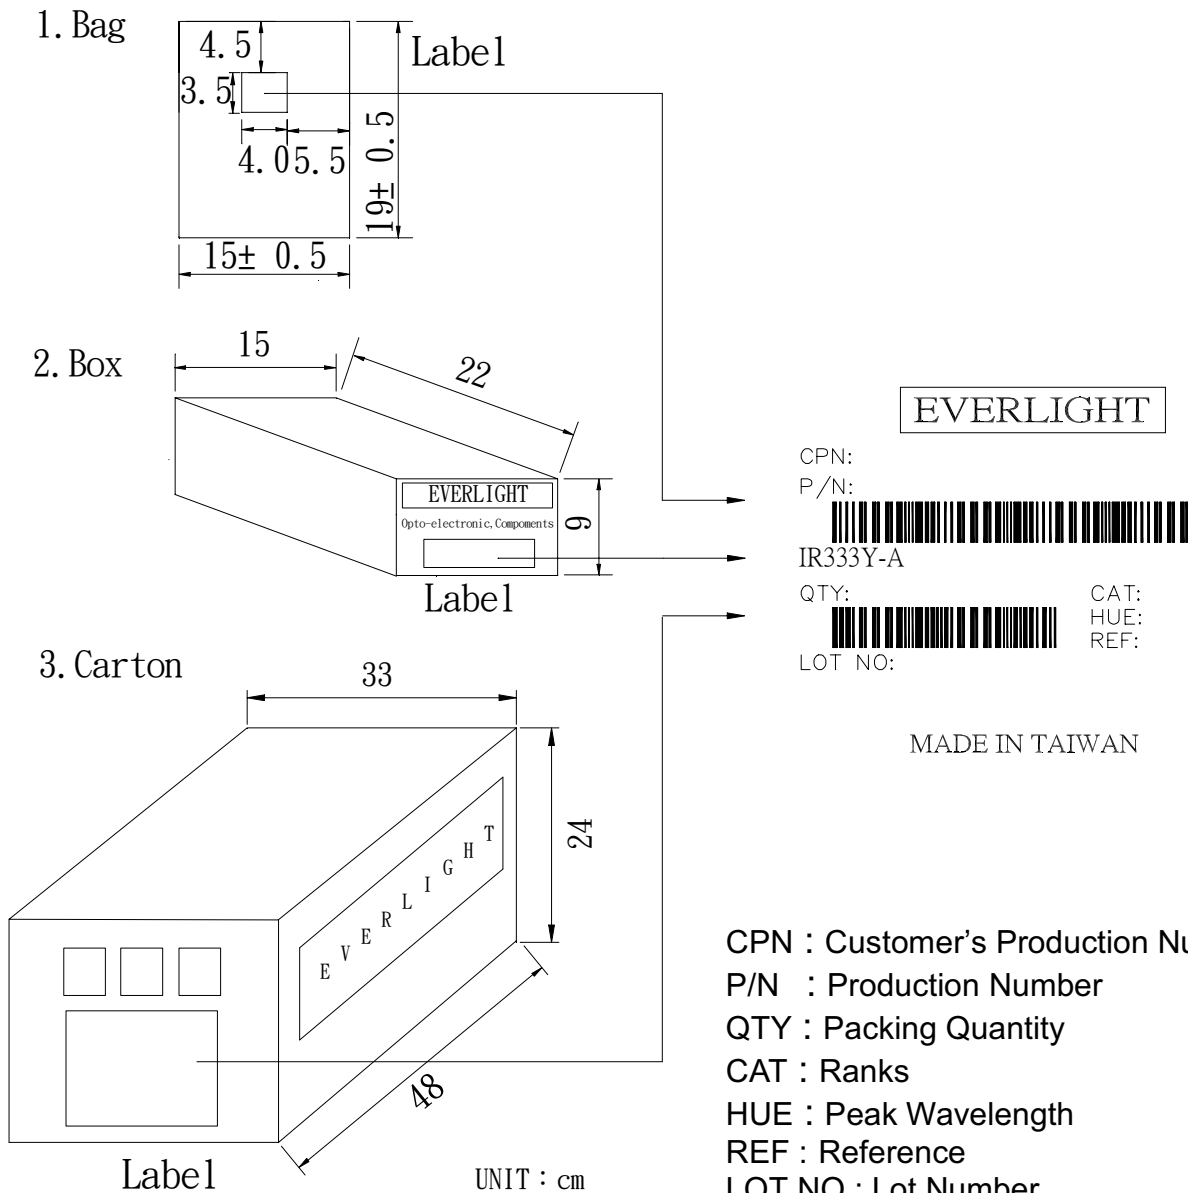 1. Bag
4.5
Label
3.5
4.0
5.5
19± 0.5
15± 0.5
2. Box
15
22
EVERLIGHT
Opto-electronic,Compoments
9
Label
3. Carton
33
24
EVERLIGHT
48
Label
UNIT：cm
EVERLIGHT
CPN:
P/N:
IR333Y-A
QTY:
CAT:
HUE:
REF:
LOT NO:
MADE IN TAIWAN
CPN：Customer’s Production Nu
P/N ：Production Number
QTY：Packing Quantity
CAT：Ranks
HUE：Peak Wavelength
REF : Reference
LOT NO : Lot Number